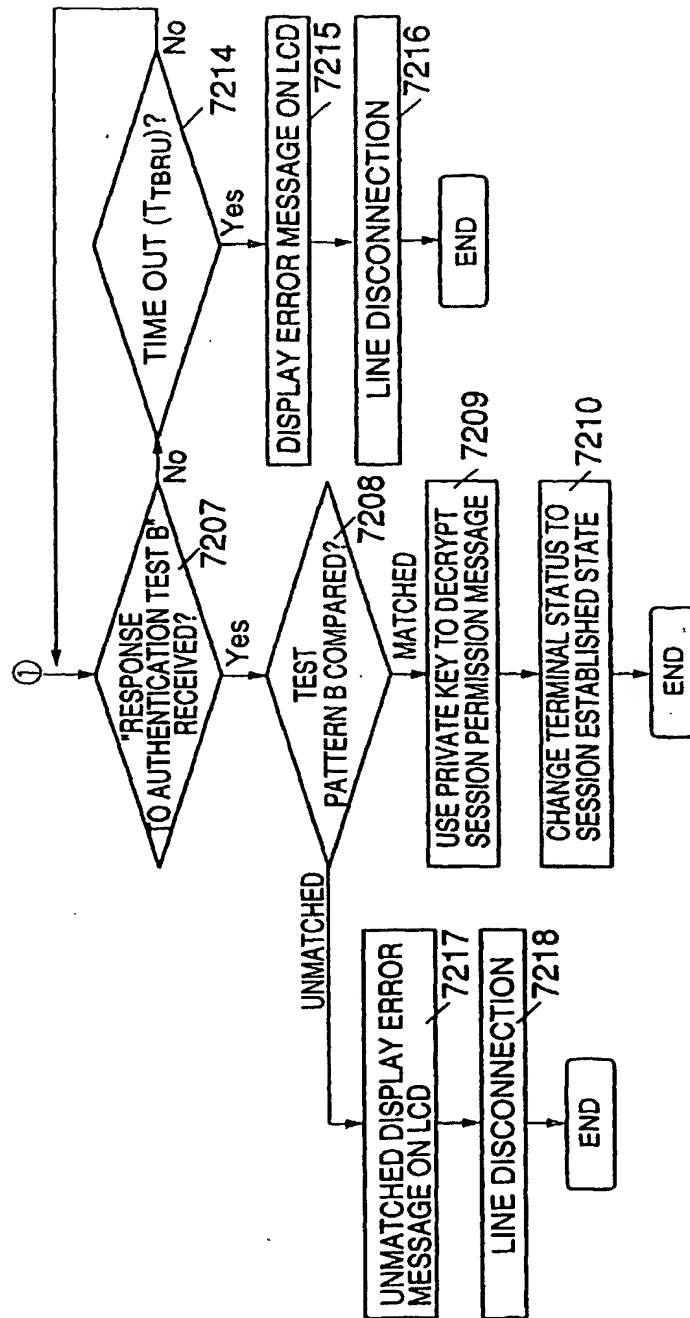 ①
"RESPONSE
TO AUTHENTICATION TEST B"
RECEIVED?
7207
No
Yes
TIME OUT (TTBRU)?
7214
No
Yes
DISPLAY ERROR MESSAGE ON LCD
7215
LINE DISCONNECTION
7216
END
TEST
PATTERN B COMPARED?
7208
MATCHED
UNMATCHED
USE PRIVATE KEY TO DECRYPT
SESSION PERMISSION MESSAGE
7209
CHANGE TERMINAL STATUS TO
SESSION ESTABLISHED STATE
7210
END
UNMATCHED DISPLAY ERROR
MESSAGE ON LCD
7217
LINE DISCONNECTION
7218
END